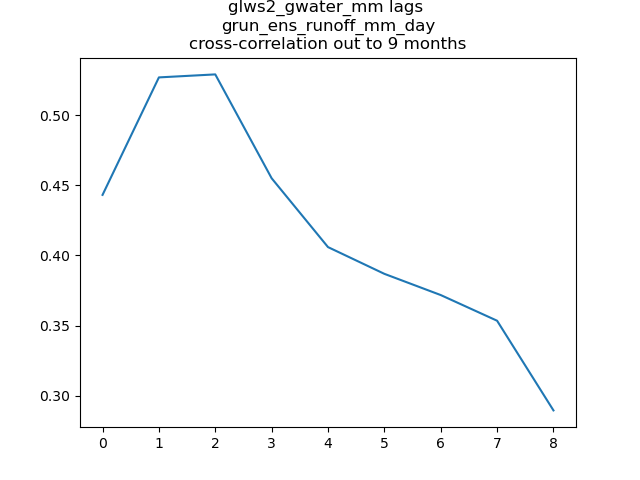 glws2_gwater_mm lags
grun_ens_runoff_mm_day
cross-correlation out to 9 months
0.50
0.45
0.40
0.35
0.30
0 1 2 3 4 5 6 7 8